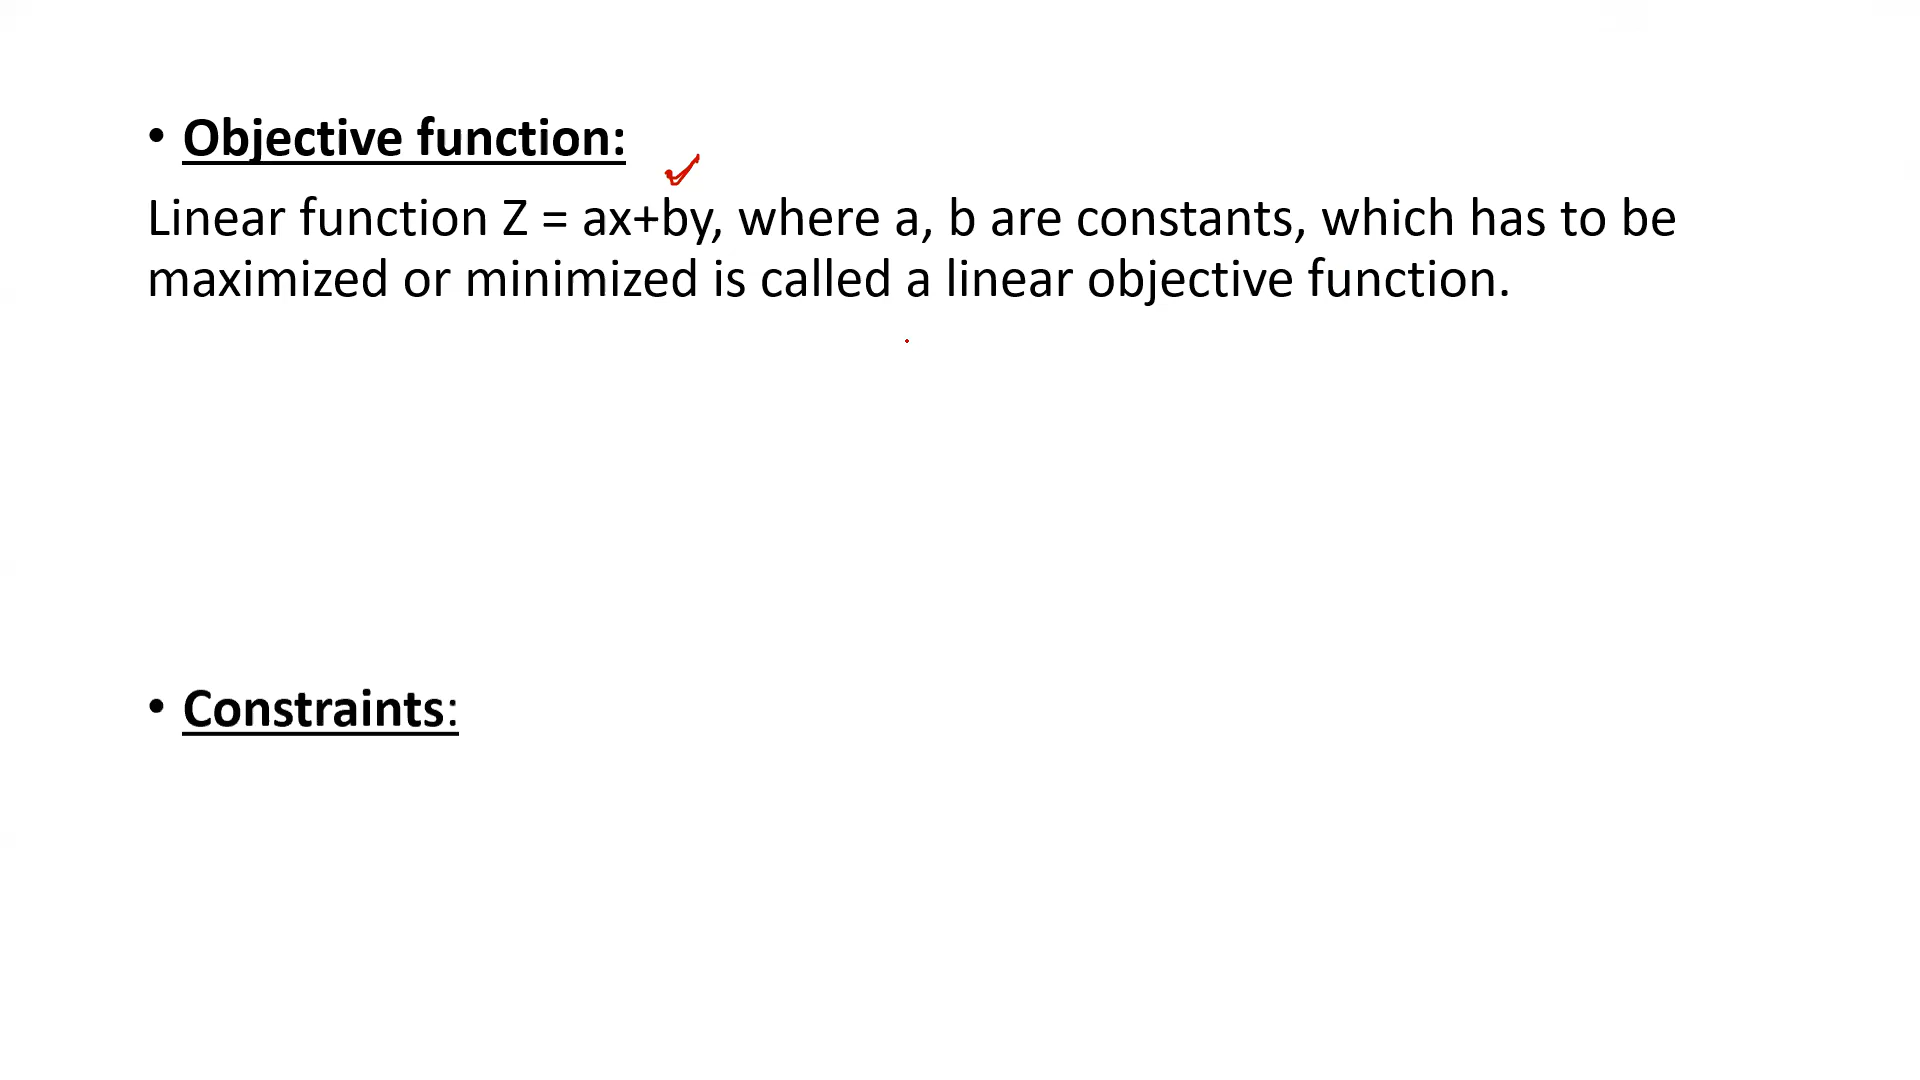 • Objective function:
Linear function Z = ax+by, where a, b are constants, which has to be
maximized or minimized is called a linear objective function.
• Constraints: